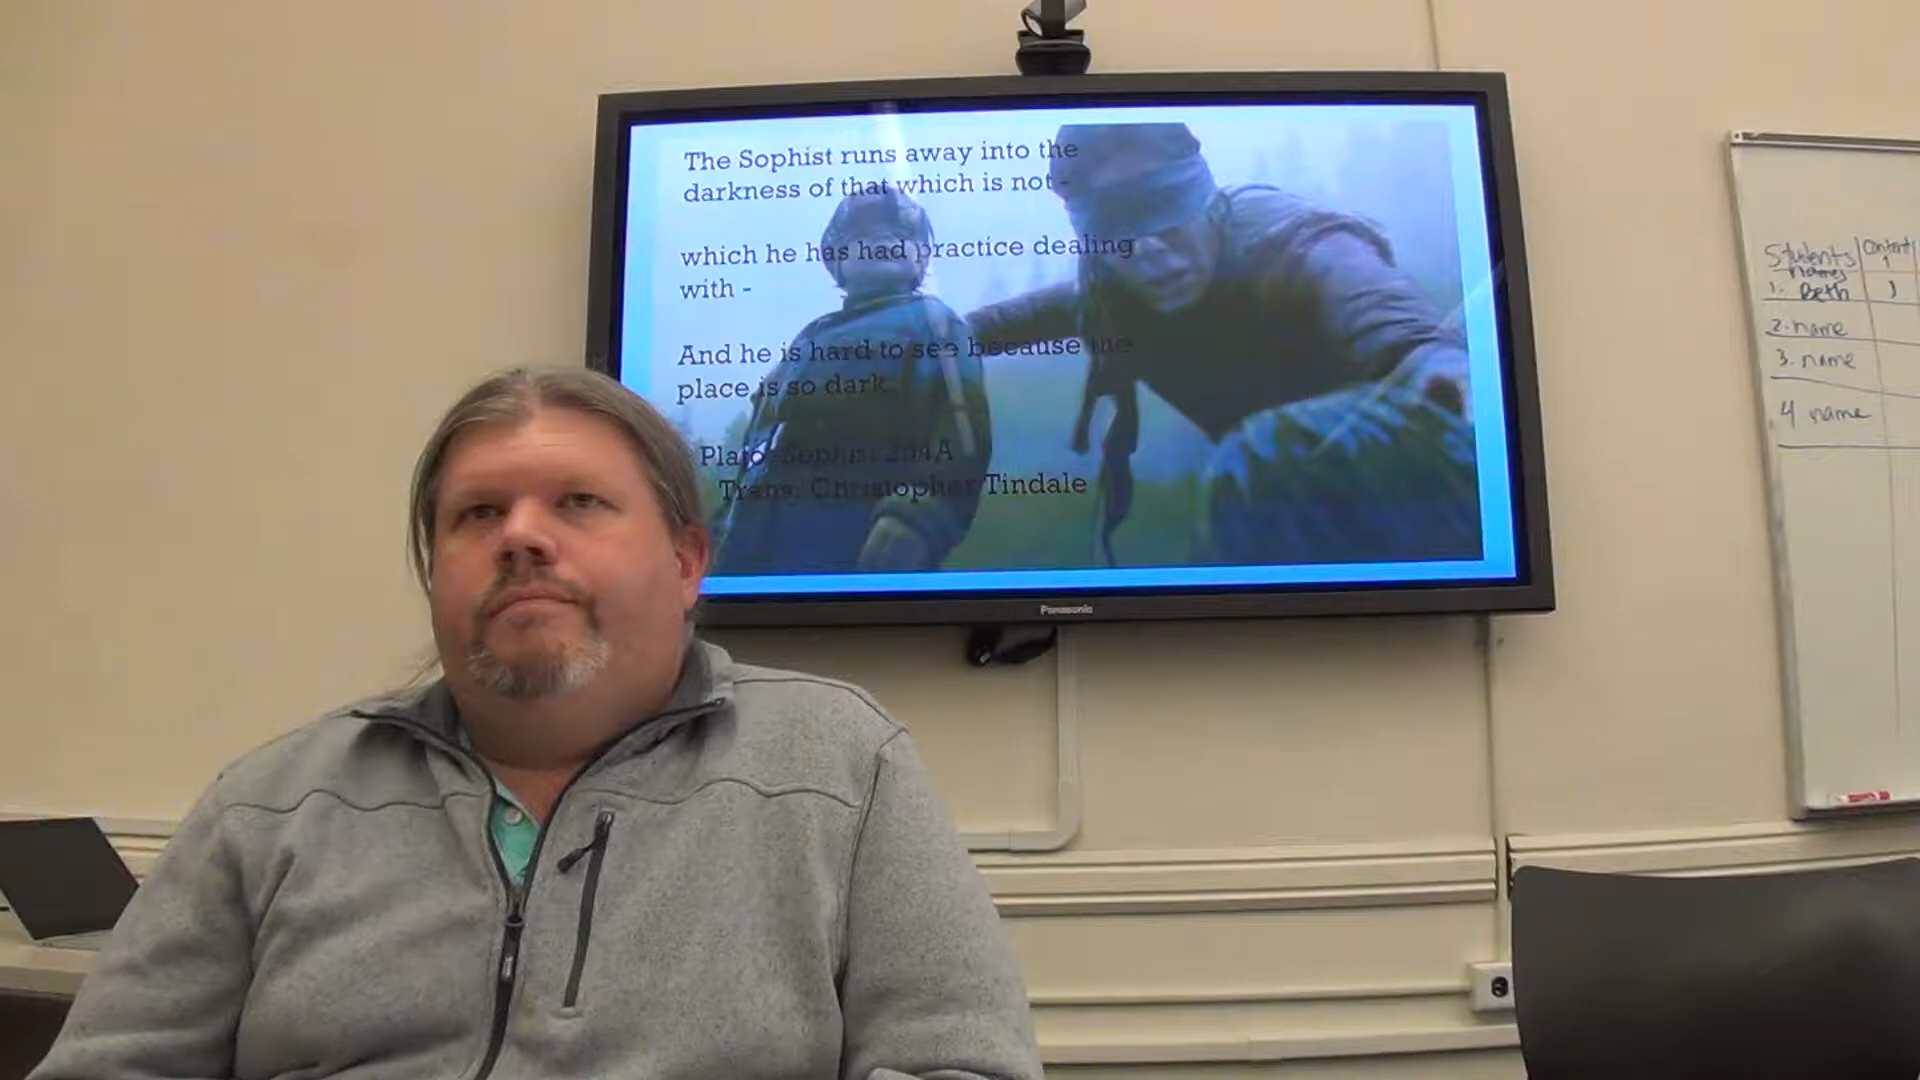 The Sophist runs away into the
darkness of that which is not -
which he has had practice dealing
with -
And he is hard to see because the
place is so dark.
Plato, Sophist 254A
Trans. Christopher Tindale
Panasonic
Students
names
Content
1. Beth
1
2. name
3. name
4 name